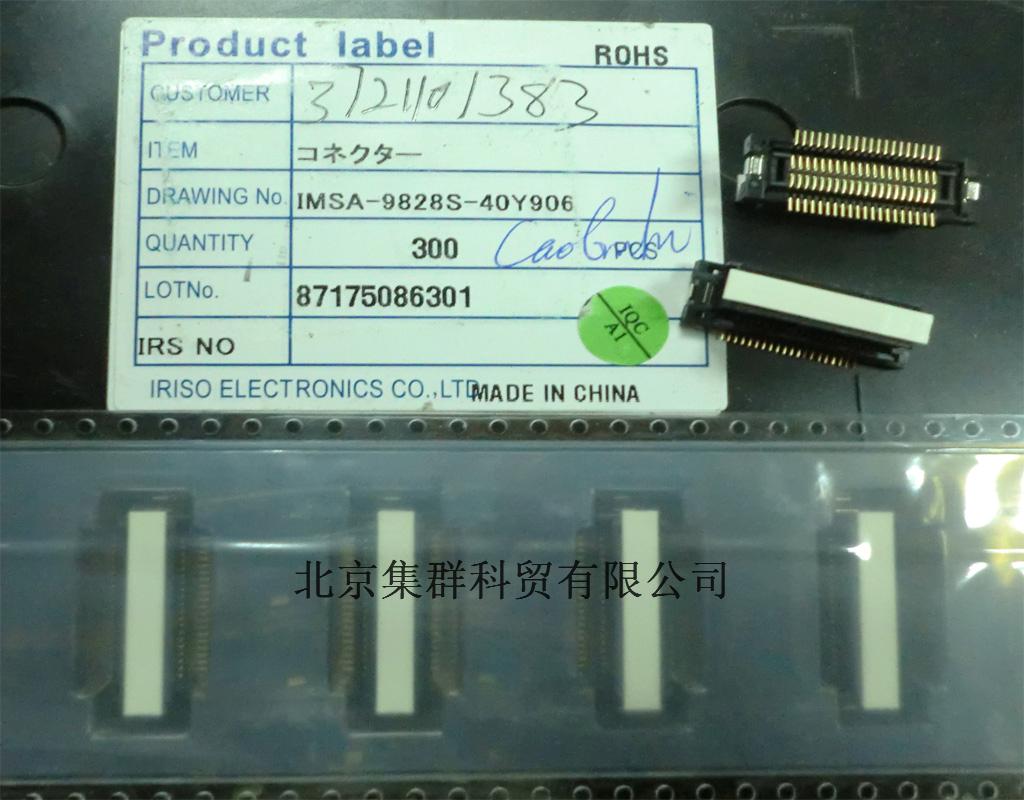 Product label
ROHS
CUSTOMER 3721101383
ITEM コネクター
DRAWING No. IMSA-9828S-40Y906
QUANTITY 300 PCS
LOTNo. 87175086301
IQC
A1
IRS NO
IRISO ELECTRONICS CO.,LTD MADE IN CHINA
北京集群科贸有限公司